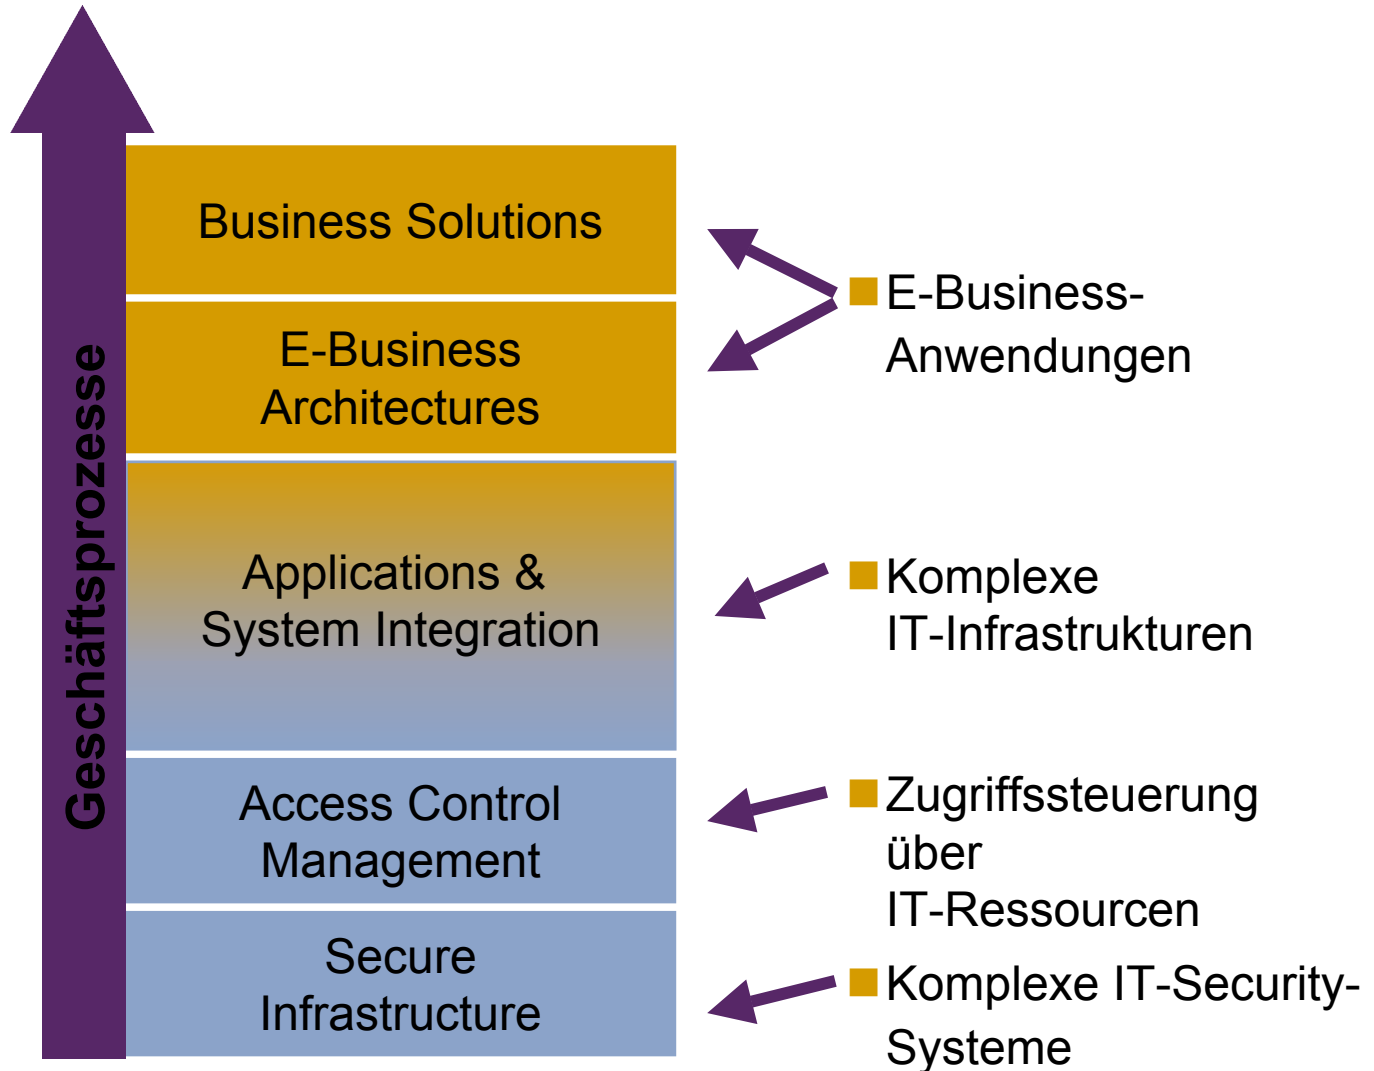 Geschäftsprozesse
Business Solutions
E-Business
Architectures
Applications &
System Integration
Access Control
Management
Secure
Infrastructure
E-Business-
Anwendungen
Komplexe
IT-Infrastrukturen
Zugriffssteuerung
über
IT-Ressourcen
Komplexe IT-Security-
Systeme